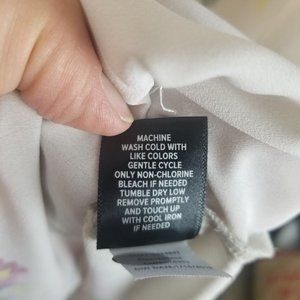 MACHINE
WASH COLD WITH
LIKE COLORS
GENTLE CYCLE
ONLY NON-CHLORINE
BLEACH IF NEEDED
TUMBLE DRY LOW
REMOVE PROMPTLY
AND TOUCH UP
WITH COOL IRON
IF NEEDED